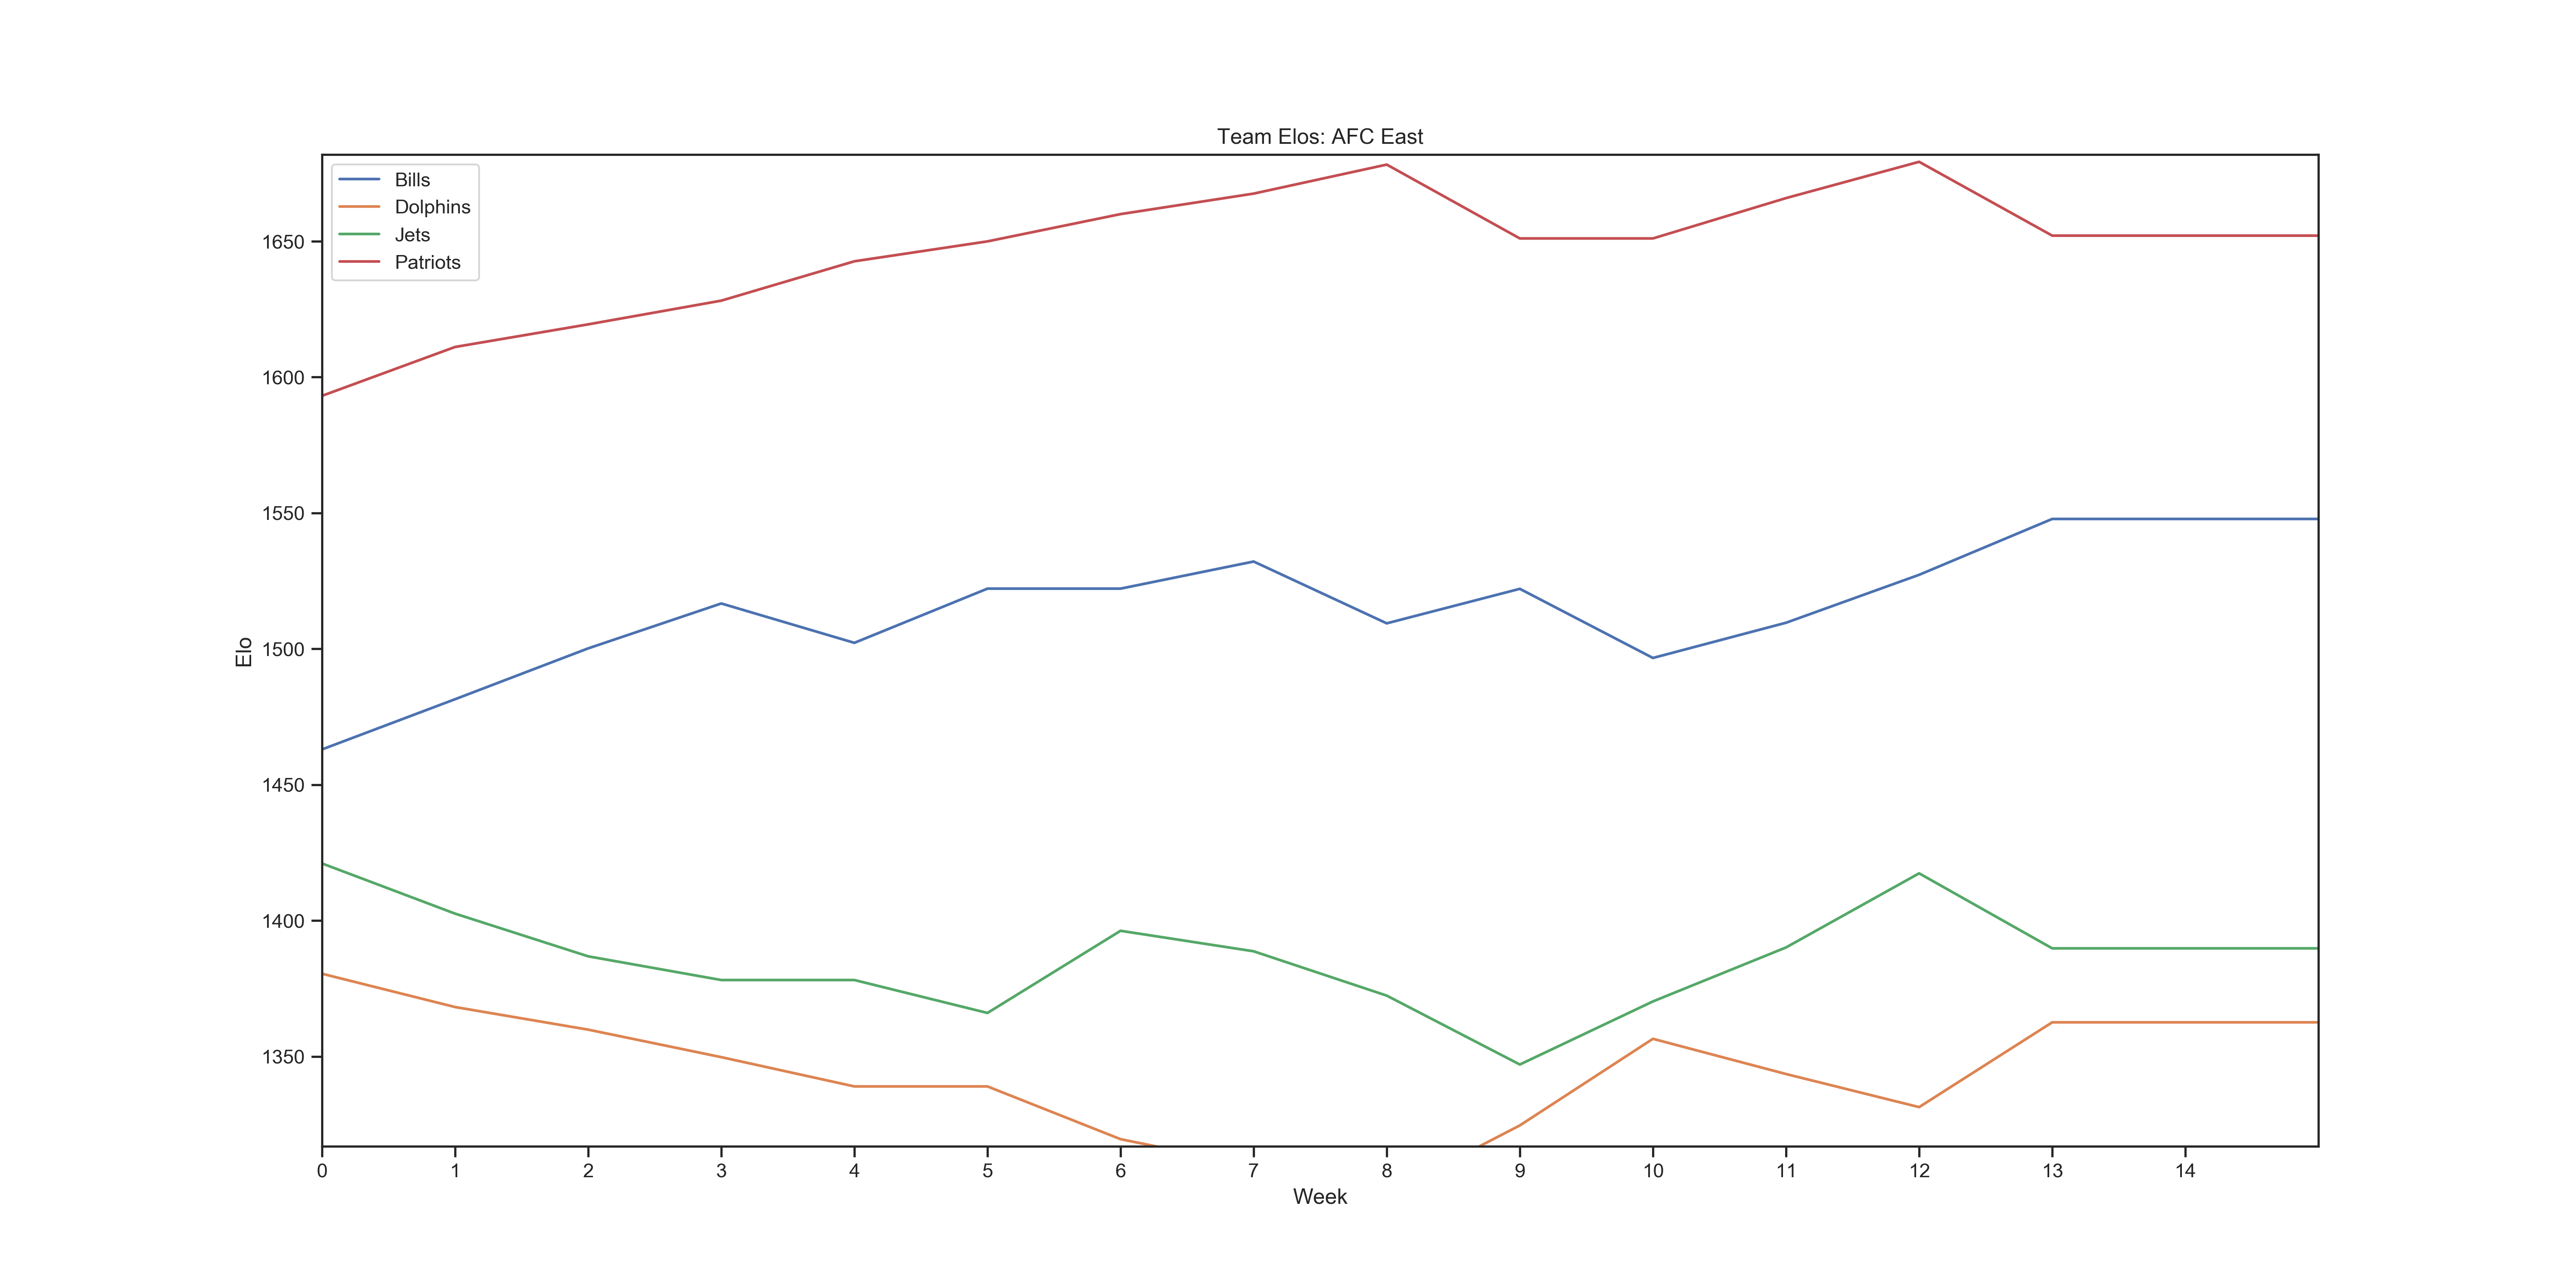 Team Elos: AFC East
Bills
Dolphins
Jets
Patriots
1650
1600
1550
1500
1450
1400
1350
Elo
0 1 2 3 4 5 6 7 8 9 10 11 12 13 14
Week